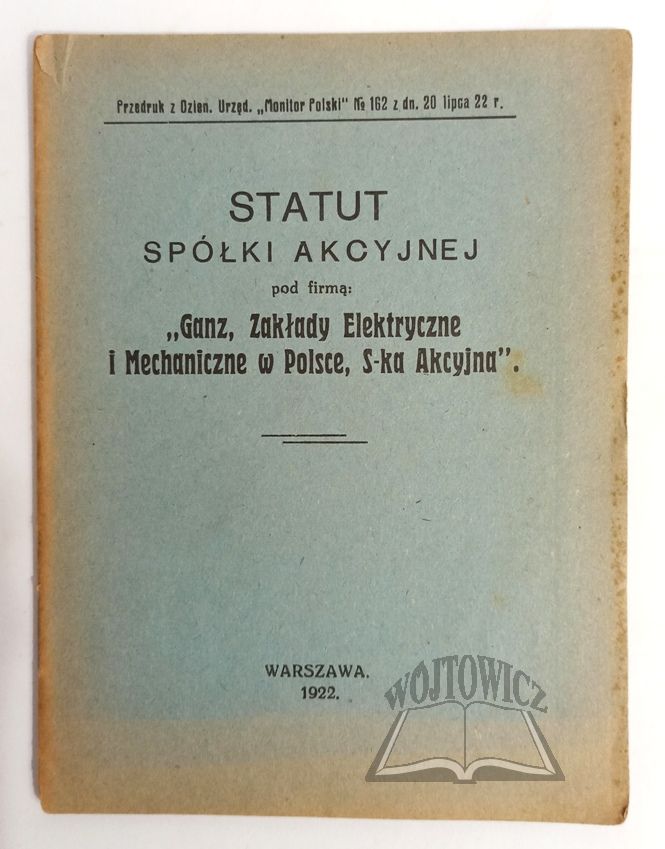 Przedruk z Dzien. Urzęd. „Monitor Polski" № 162 z dn. 20 lipca 22 r.
STATUT
SPÓŁKI AKCYJNEJ
pod firmą:
„Ganz, Zakłady Elektryczne
i Mechaniczne w Polsce, S-ka Akcyjna".
WARSZAWA.
1922.
WÓJTOWICZ